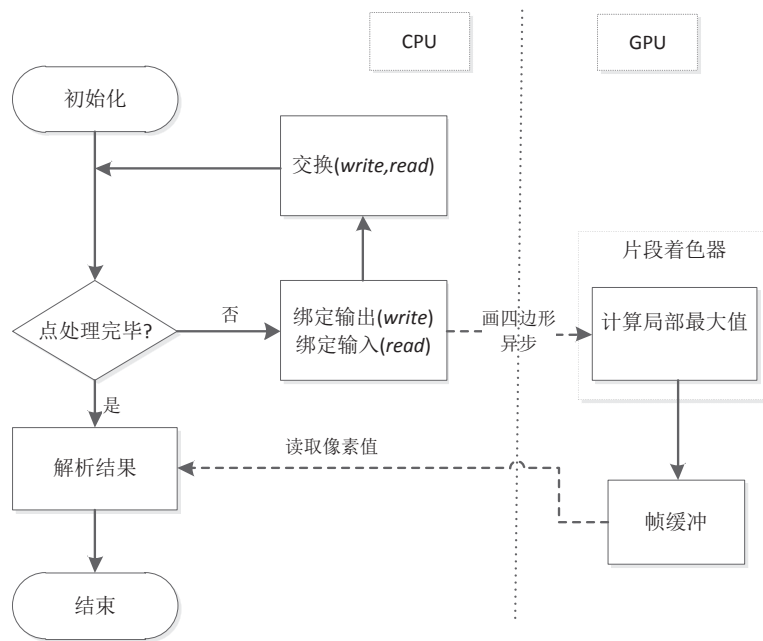 CPU
GPU
初始化
交换(write,read)
片段着色器
点处理完毕?
否
绑定输出(write)
绑定输入(read)
画四边形
异步
计算局部最大值
是
解析结果
读取像素值
帧缓冲
结束